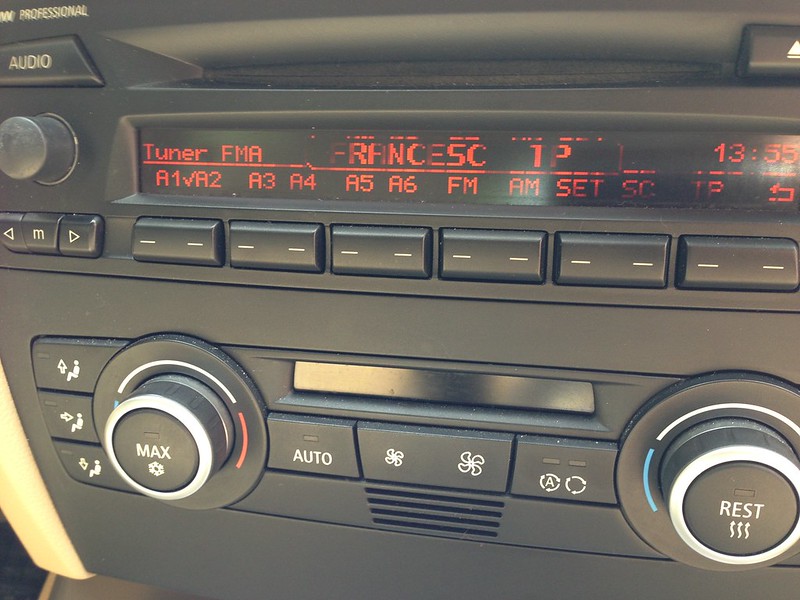 PROFESSIONAL
AUDIO
Tuner FMA FRANCESC TP 13:55
A1√A2 A3 A4 A5 A6 FM AM SET SC TP
m
MAX
AUTO
A
REST